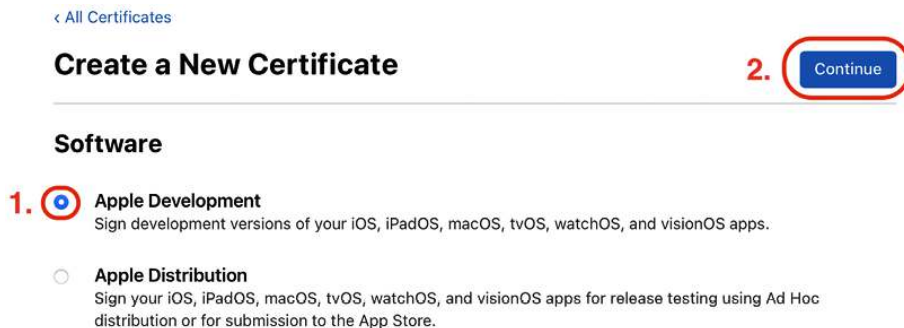 ‹ All Certificates
Create a New Certificate
2.
Continue
Software
1.
Apple Development
Sign development versions of your iOS, iPadOS, macOS, tvOS, watchOS, and visionOS apps.
Apple Distribution
Sign your iOS, iPadOS, macOS, tvOS, watchOS, and visionOS apps for release testing using Ad Hoc
distribution or for submission to the App Store.